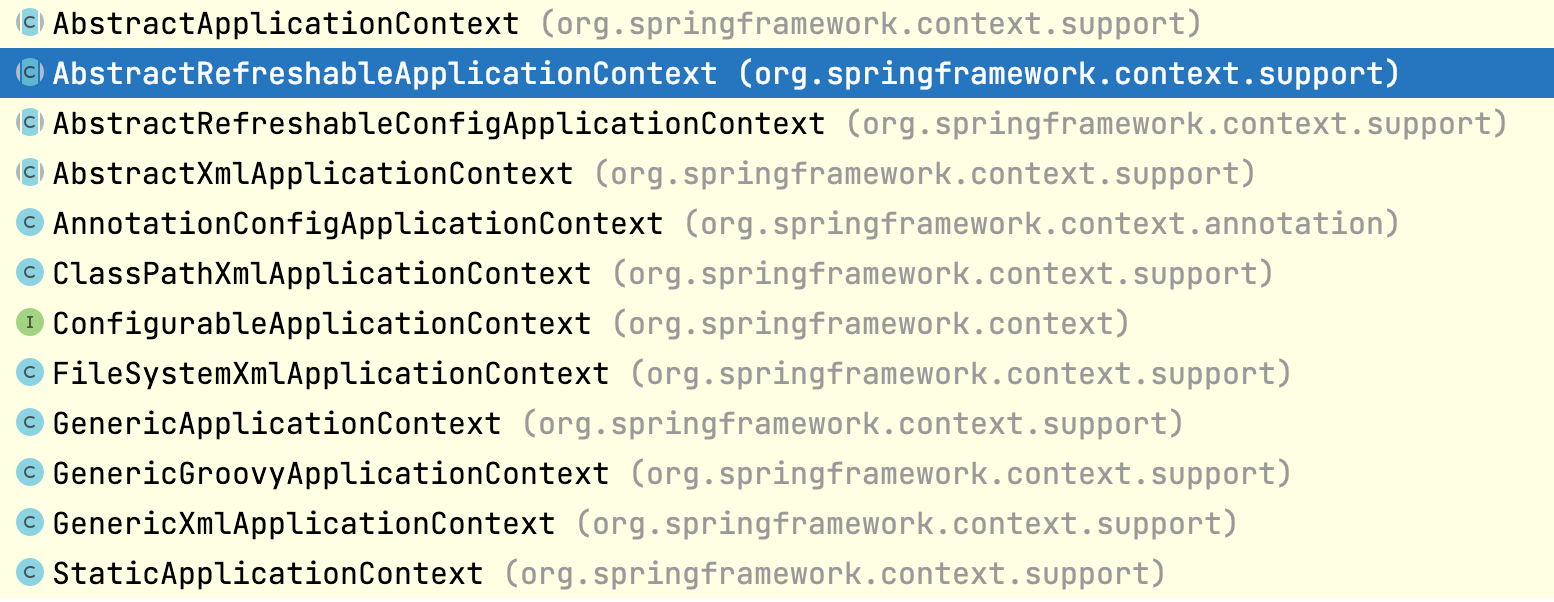 C AbstractApplicationContext (org.springframework.context.support)
C AbstractRefreshableApplicationContext (org.springframework.context.support)
C AbstractRefreshableConfigApplicationContext (org.springframework.context.support)
C AbstractXmlApplicationContext (org.springframework.context.support)
C AnnotationConfigApplicationContext (org.springframework.context.annotation)
C ClassPathXmlApplicationContext (org.springframework.context.support)
I ConfigurableApplicationContext (org.springframework.context)
C FileSystemXmlApplicationContext (org.springframework.context.support)
C GenericApplicationContext (org.springframework.context.support)
C GenericGroovyApplicationContext (org.springframework.context.support)
C GenericXmlApplicationContext (org.springframework.context.support)
C StaticApplicationContext (org.springframework.context.support)